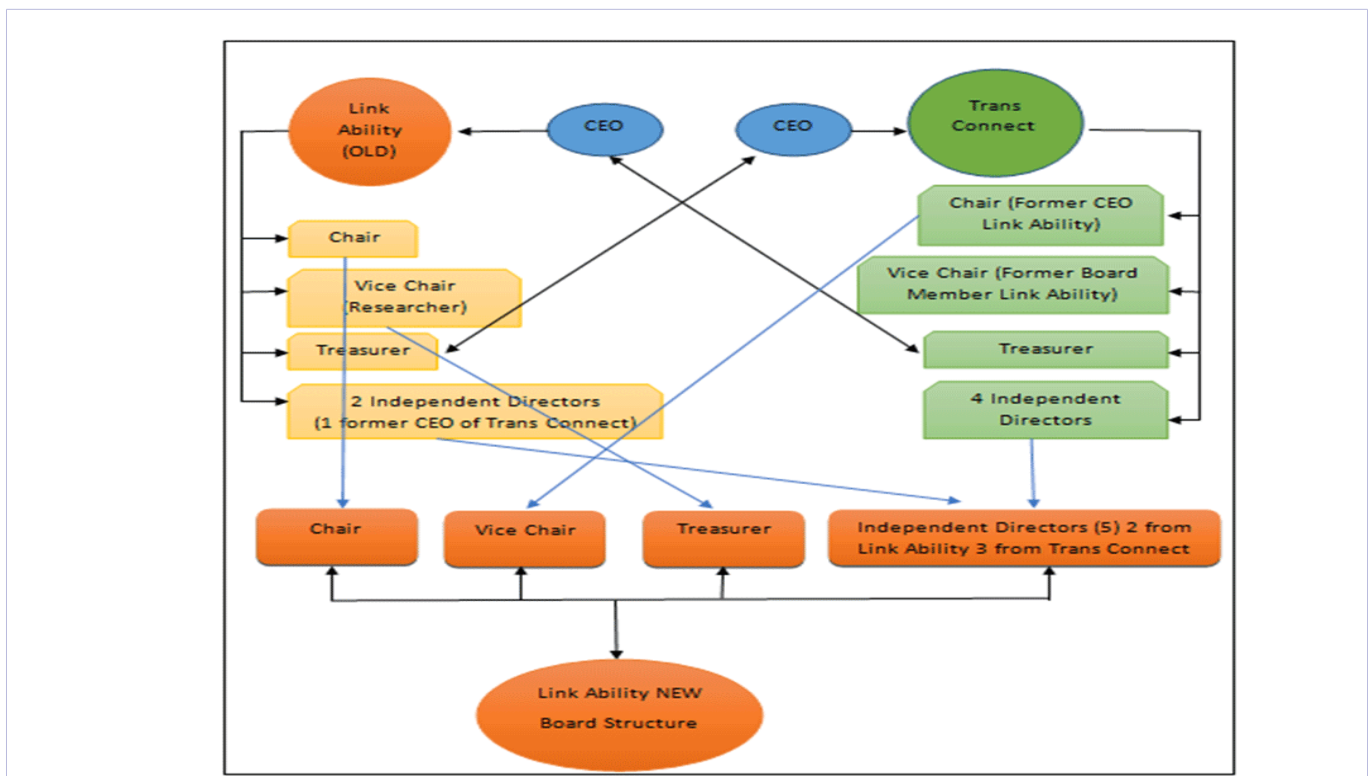 Link
Ability
(OLD)
CEO
CEO
Trans
Connect
Chair
Vice Chair
(Researcher)
Treasurer
2 Independent Directors
(1 former CEO of Trans Connect)
Chair (Former CEO
Link Ability)
Vice Chair (Former Board
Member Link Ability)
Treasurer
4 Independent
Directors
Chair
Vice Chair
Treasurer
Independent Directors (5) 2 from
Link Ability 3 from Trans Connect
Link Ability NEW
Board Structure